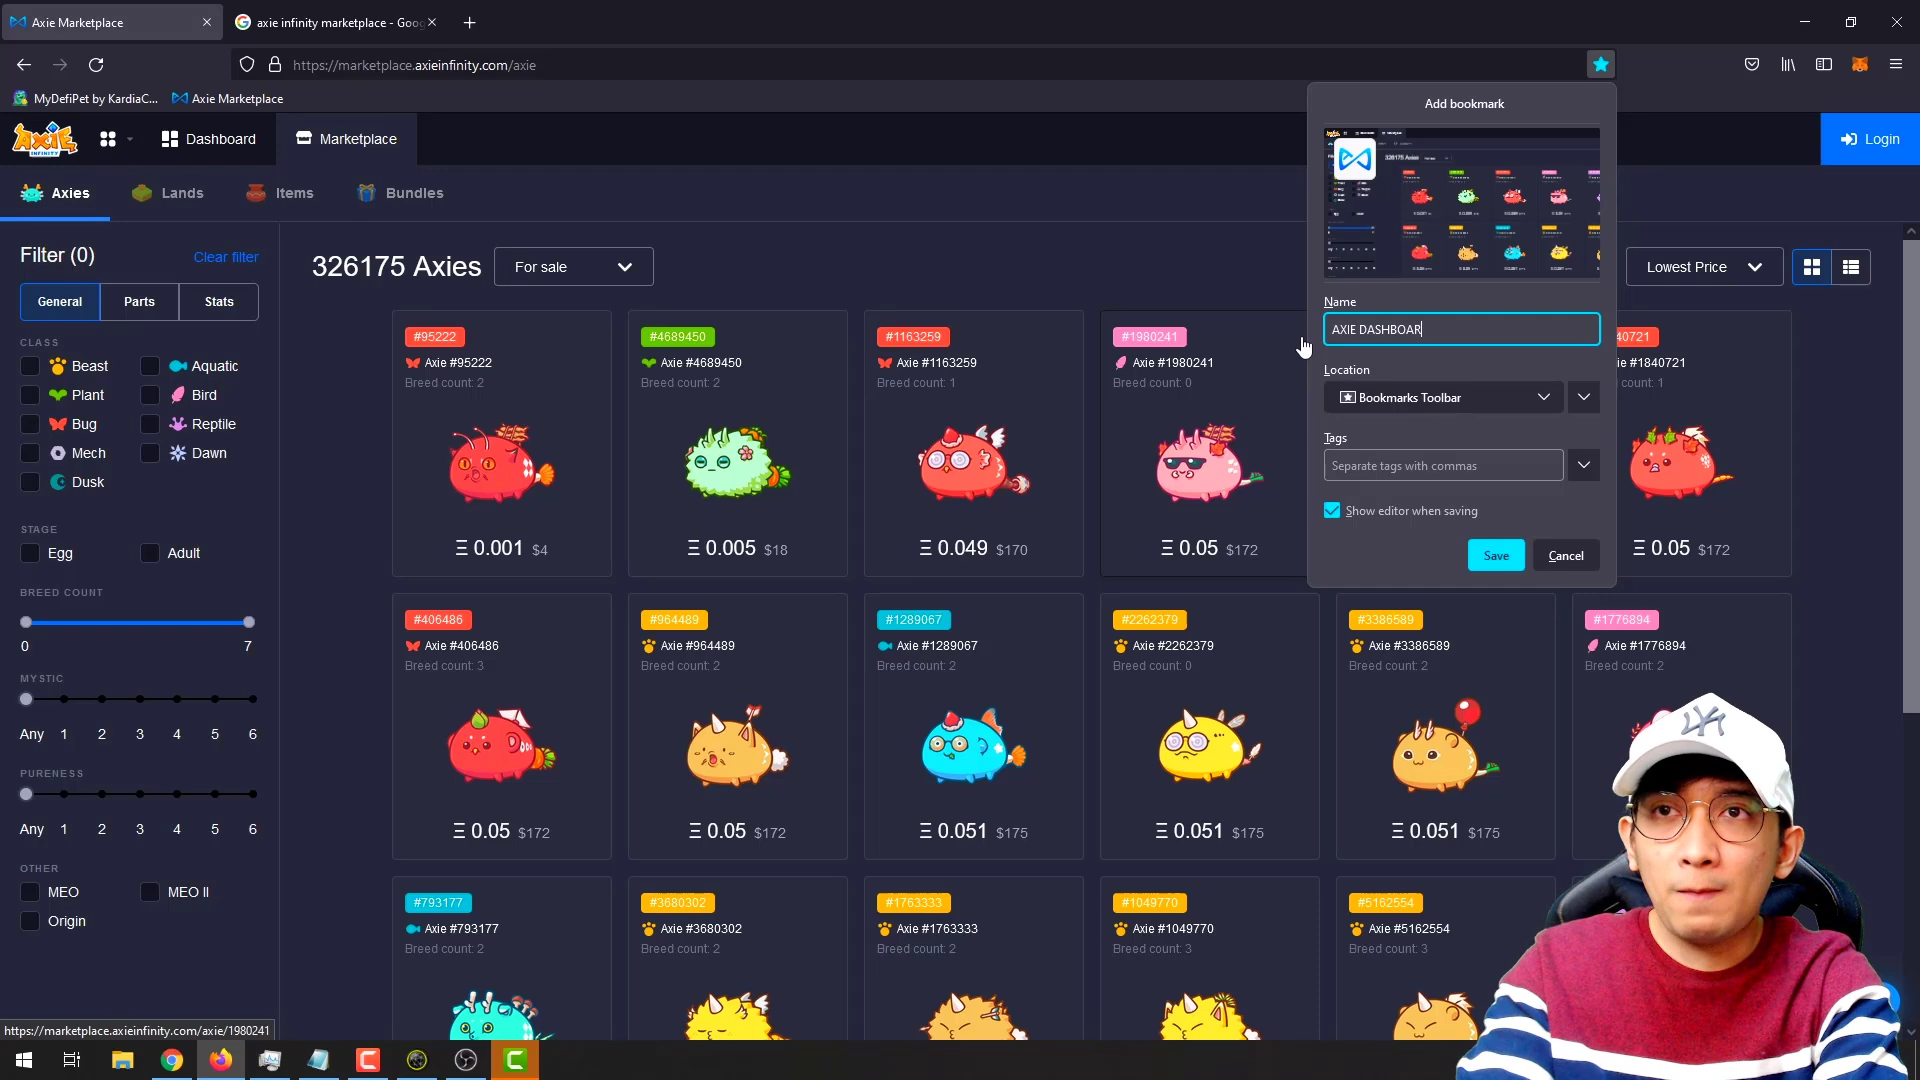 Axie Marketplace
axie infinity marketplace - Goog
https://marketplace.axieinfinity.com/axie
MyDefiPet by KardiaC...
Axie Marketplace
AXIE INFINITY
Dashboard
Marketplace
Login
Axies
Lands
Items
Bundles
Filter (0)
Clear filter
General
Parts
Stats
CLASS
Beast
Aquatic
Plant
Bird
Bug
Reptile
Mech
Dawn
Dusk
STAGE
Egg
Adult
BREED COUNT
0
7
MYSTIC
Any 1 2 3 4 5 6
PURENESS
Any 1 2 3 4 5 6
OTHER
MEO
MEO II
Origin
326175 Axies
For sale
Lowest Price
#95222
Axie #95222
Breed count: 2
Ξ 0.001 $4
#4689450
Axie #4689450
Breed count: 2
Ξ 0.005 $18
#1163259
Axie #1163259
Breed count: 1
Ξ 0.049 $170
#1980241
Axie #1980241
Breed count: 0
Ξ 0.05 $172
40721
ie #1840721
count: 1
Ξ 0.05 $172
#406486
Axie #406486
Breed count: 3
Ξ 0.05 $172
#964489
Axie #964489
Breed count: 2
Ξ 0.05 $172
#1289067
Axie #1289067
Breed count: 2
Ξ 0.051 $175
#2262379
Axie #2262379
Breed count: 0
Ξ 0.051 $175
#3386589
Axie #3386589
Breed count: 2
Ξ 0.051 $175
#1776894
Axie #1776894
Breed count: 2
#793177
Axie #793177
Breed count: 2
#3680302
Axie #3680302
Breed count: 2
#1763333
Axie #1763333
Breed count: 2
#1049770
Axie #1049770
Breed count: 3
#5162554
Axie #5162554
Breed count: 3
Add bookmark
326175 Axies
Name
AXIE DASHBOAR
Location
Bookmarks Toolbar
Tags
Separate tags with commas
Show editor when saving
Save
Cancel
https://marketplace.axieinfinity.com/axie/1980241